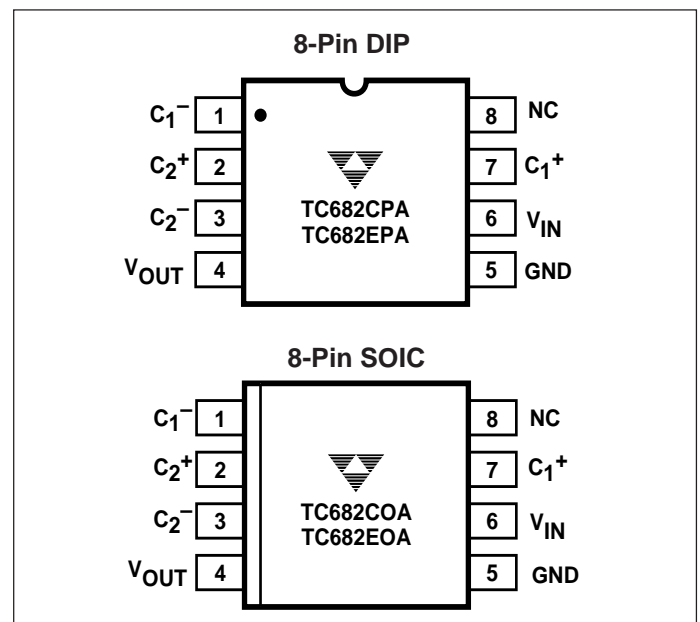 8-Pin DIP
C1– 1 8 NC
C2+ 2 7 C1+
C2– 3 6 VIN
VOUT 4 5 GND
TC682CPA
TC682EPA
8-Pin SOIC
C1– 1 8 NC
C2+ 2 7 C1+
C2– 3 6 VIN
VOUT 4 5 GND
TC682COA
TC682EOA